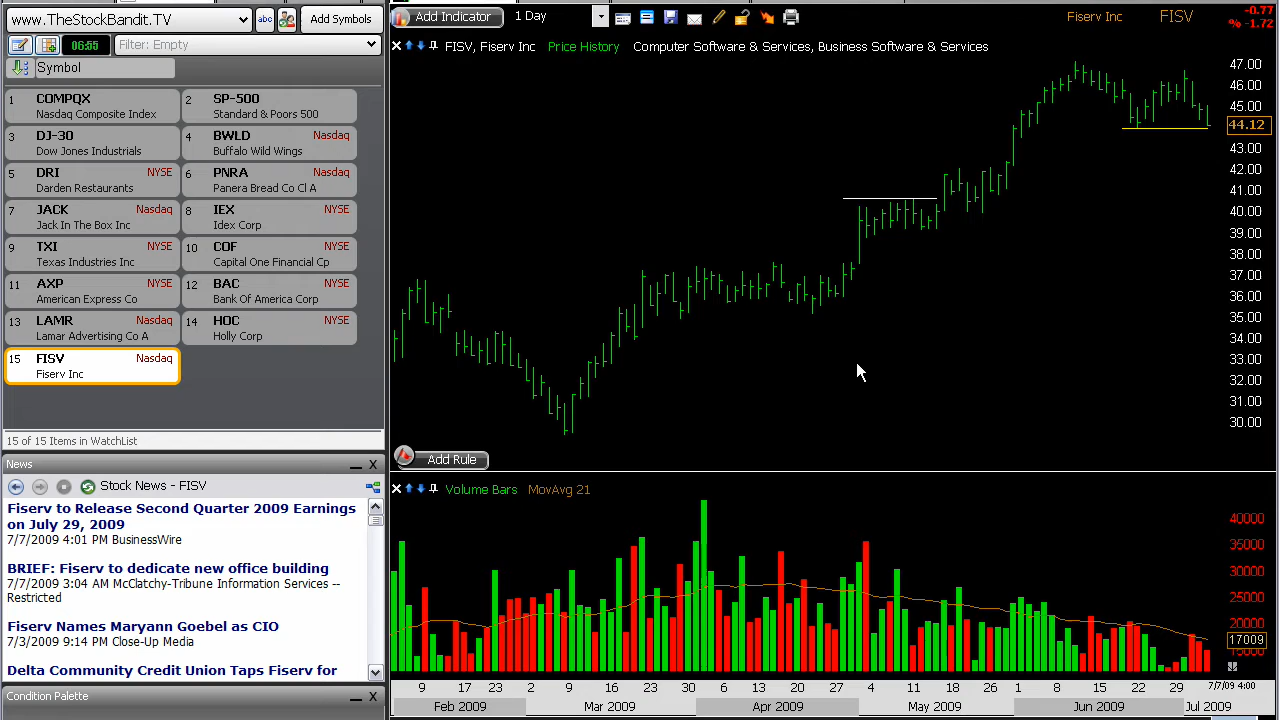 www.TheStockBandit.TV
abc
Add Symbols
06:55
Filter: Empty
Symbol
1 COMPQX
Nasdaq Composite Index
2 SP-500
Standard & Poors 500
3 DJ-30
Dow Jones Industrials
4 BWLD Nasdaq
Buffalo Wild Wings
5 DRI NYSE
Darden Restaurants
6 PNRA Nasdaq
Panera Bread Co Cl A
7 JACK Nasdaq
Jack In The Box Inc
8 IEX NYSE
Idex Corp
9 TXI NYSE
Texas Industries Inc
10 COF NYSE
Capital One Financial Cp
11 AXP NYSE
American Express Co
12 BAC NYSE
Bank Of America Corp
13 LAMR Nasdaq
Lamar Advertising Co A
14 HOC NYSE
Holly Corp
15 FISV Nasdaq
Fiserv Inc
15 of 15 Items in WatchList
News
Stock News - FISV
Fiserv to Release Second Quarter 2009 Earnings
on July 29, 2009
7/7/2009 4:01 PM BusinessWire
BRIEF: Fiserv to dedicate new office building
7/7/2009 3:04 AM McClatchy-Tribune Information Services --
Restricted
Fiserv Names Maryann Goebel as CIO
7/3/2009 9:14 PM Close-Up Media
Delta Community Credit Union Taps Fiserv for
Condition Palette
Add Indicator
1 Day
Fiserv Inc
FISV
-0.77
% -1.72
FISV, Fiserv Inc Price History Computer Software & Services, Business Software & Services
47.00
46.00
45.00
44.12
43.00
42.00
41.00
40.00
39.00
38.00
37.00
36.00
35.00
34.00
33.00
32.00
31.00
30.00
Add Rule
Volume Bars MovAvg 21
40000
35000
30000
25000
20000
17009
9 17 23 2 9 16 23 30 6 13 20 27 4 11 18 26 1 8 15 22 29 7/7/09 4:00
Feb 2009 Mar 2009 Apr 2009 May 2009 Jun 2009 Jul 2009